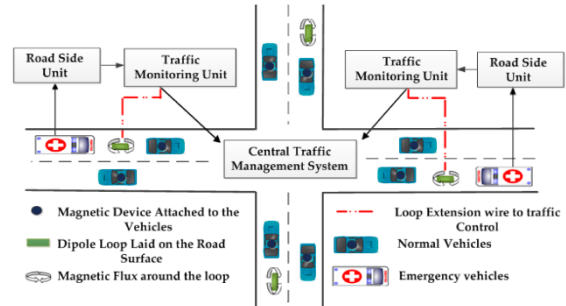 Road Side
Unit
Traffic
Monitoring Unit
Traffic
Monitoring Unit
Road Side
Unit
Central Traffic
Management System
Magnetic Device Attached to the
Vehicles
Dipole Loop Laid on the Road
Surface
Magnetic Flux around the loop
Loop Extension wire to traffic
Control
Normal Vehicles
Emergency vehicles